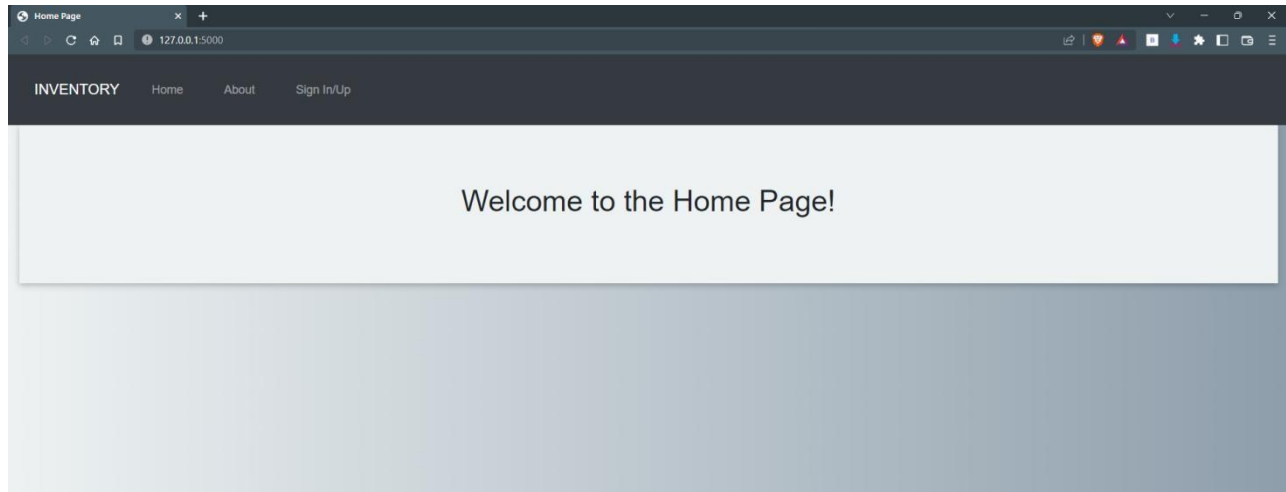 Home Page
127.0.0.1:5000
INVENTORY Home About Sign In/Up
Welcome to the Home Page!